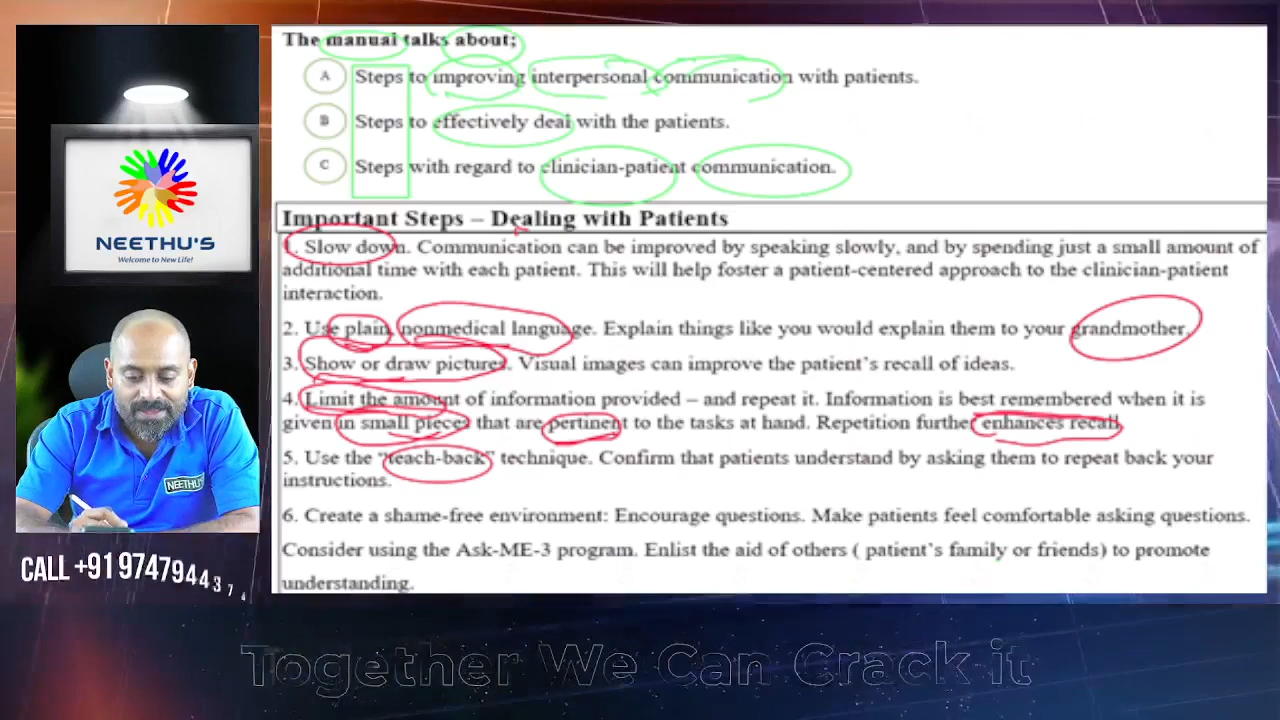 The manual talks about;
A Steps to improving interpersonal communication with patients.
B Steps to effectively deal with the patients.
C Steps with regard to clinician-patient communication.
Important Steps – Dealing with Patients
1. Slow down. Communication can be improved by speaking slowly, and by spending just a small amount of
additional time with each patient. This will help foster a patient-centered approach to the clinician-patient
interaction.
2. Use plain, nonmedical language. Explain things like you would explain them to your grandmother.
3. Show or draw pictures. Visual images can improve the patient's recall of ideas.
4. Limit the amount of information provided – and repeat it. Information is best remembered when it is
given in small pieces that are pertinent to the tasks at hand. Repetition further enhances recall.
5. Use the "teach-back" technique. Confirm that patients understand by asking them to repeat back your
instructions.
6. Create a shame-free environment: Encourage questions. Make patients feel comfortable asking questions.
Consider using the Ask-ME-3 program. Enlist the aid of others ( patient's family or friends) to promote
understanding.
NEETHU'S
Welcome to New Life!
NEETHU'S
CALL +91 974794437
Together We Can Crack it